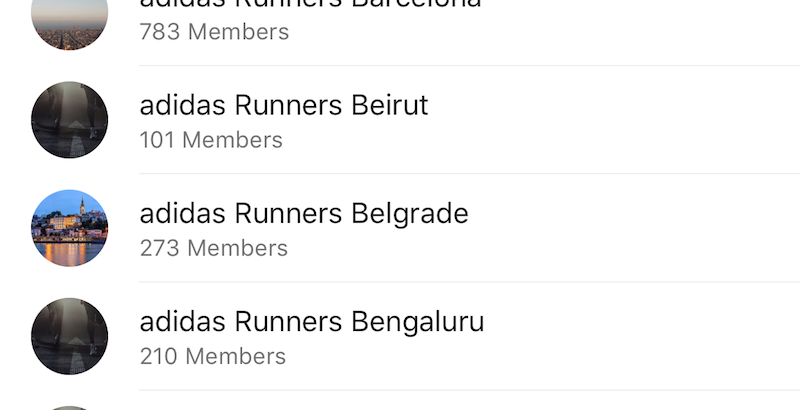 adidas Runners Barcelona
783 Members
adidas Runners Beirut
101 Members
adidas Runners Belgrade
273 Members
adidas Runners Bengaluru
210 Members